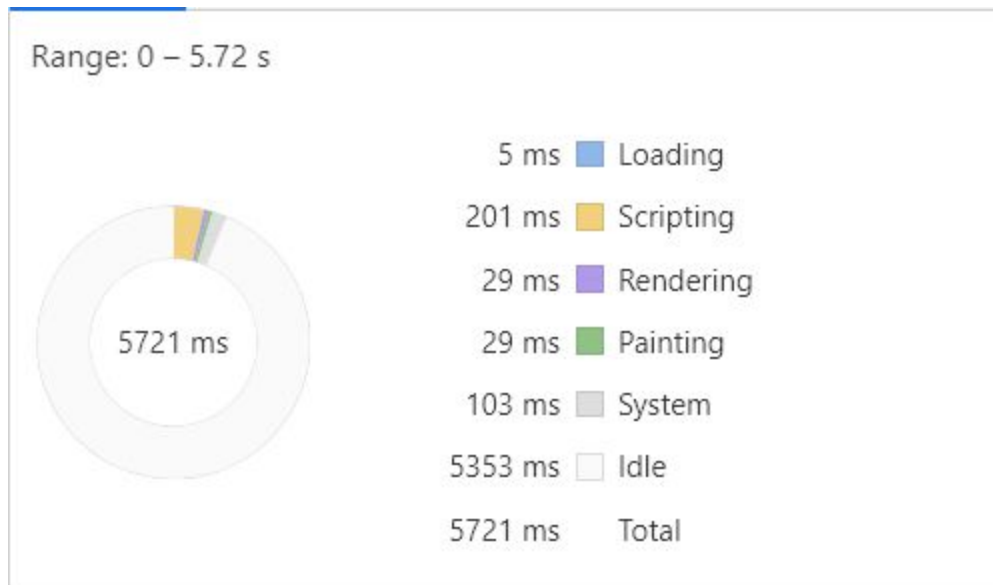 Range: 0 – 5.72 s
5 ms Loading
201 ms Scripting
29 ms Rendering
5721 ms
29 ms Painting
103 ms System
5353 ms Idle
5721 ms Total